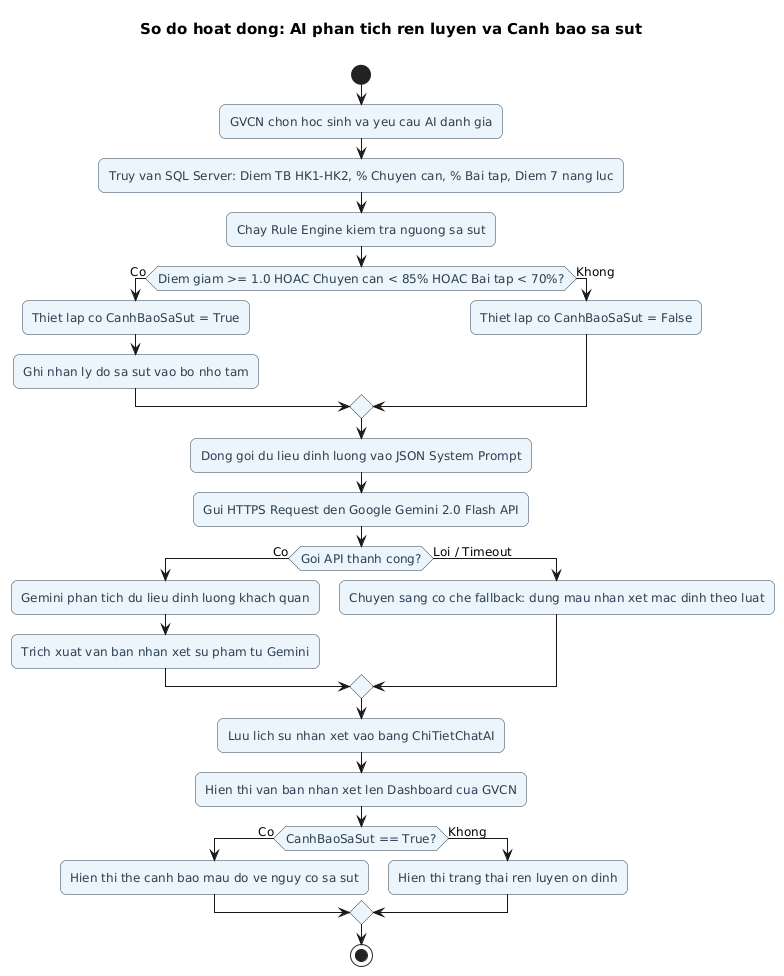 So do hoat dong: AI phan tich ren luyen va Canh bao sa sut
GVCN chon hoc sinh va yeu cau AI danh gia
Truy van SQL Server: Diem TB HK1-HK2, % Chuyen can, % Bai tap, Diem 7 nang luc
Chay Rule Engine kiem tra nguong sa sut
Diem giam >= 1.0 HOAC Chuyen can < 85% HOAC Bai tap < 70%?
Co
Khong
Thiet lap co CanhBaoSaSut = True
Thiet lap co CanhBaoSaSut = False
Ghi nhan ly do sa sut vao bo nho tam
Dong goi du lieu dinh luong vao JSON System Prompt
Gui HTTPS Request den Google Gemini 2.0 Flash API
Goi API thanh cong?
Co
Loi / Timeout
Gemini phan tich du lieu dinh luong khach quan
Chuyen sang co che fallback: dung mau nhan xet mac dinh theo luat
Trich xuat van ban nhan xet su pham tu Gemini
Luu lich su nhan xet vao bang ChiTietChatAI
Hien thi van ban nhan xet len Dashboard cua GVCN
CanhBaoSaSut == True?
Co
Khong
Hien thi the canh bao mau do ve nguy co sa sut
Hien thi trang thai ren luyen on dinh